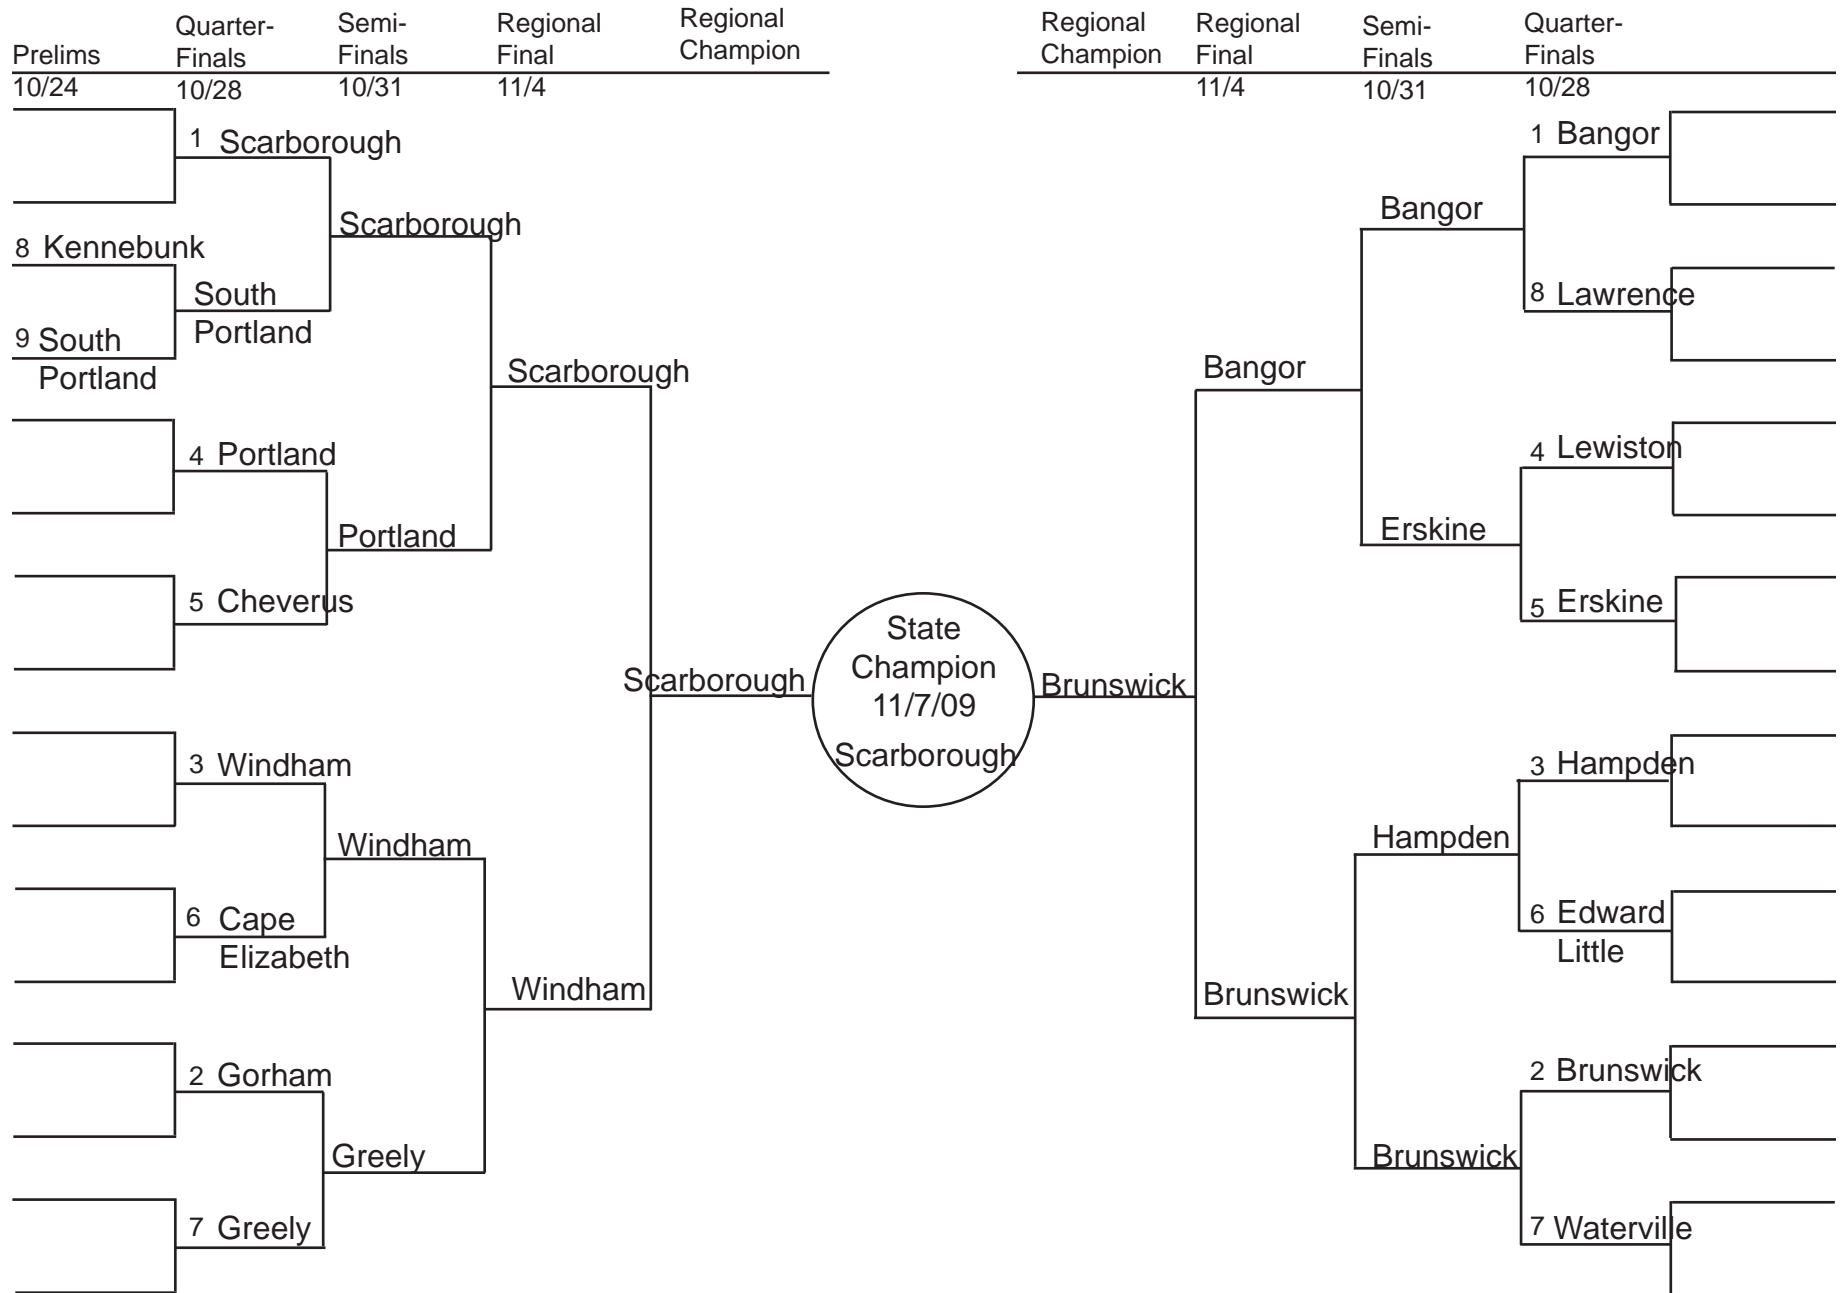 Prelims
10/24
Quarter-
Finals
10/28
Semi-
Finals
10/31
Regional
Final
11/4
Regional
Champion
Regional
Champion
Regional
Final
11/4
Semi-
Finals
10/31
Quarter-
Finals
10/28
8 Kennebunk
9 South
Portland
1 Scarborough
South
Portland
4 Portland
5 Cheverus
3 Windham
6 Cape
Elizabeth
2 Gorham
7 Greely
Scarborough
Portland
Windham
Greely
Scarborough
Windham
Scarborough
State
Champion
11/7/09
Scarborough
Brunswick
Bangor
Brunswick
Bangor
Erskine
Hampden
Brunswick
1 Bangor
8 Lawrence
4 Lewiston
5 Erskine
3 Hampden
6 Edward
Little
2 Brunswick
7 Waterville